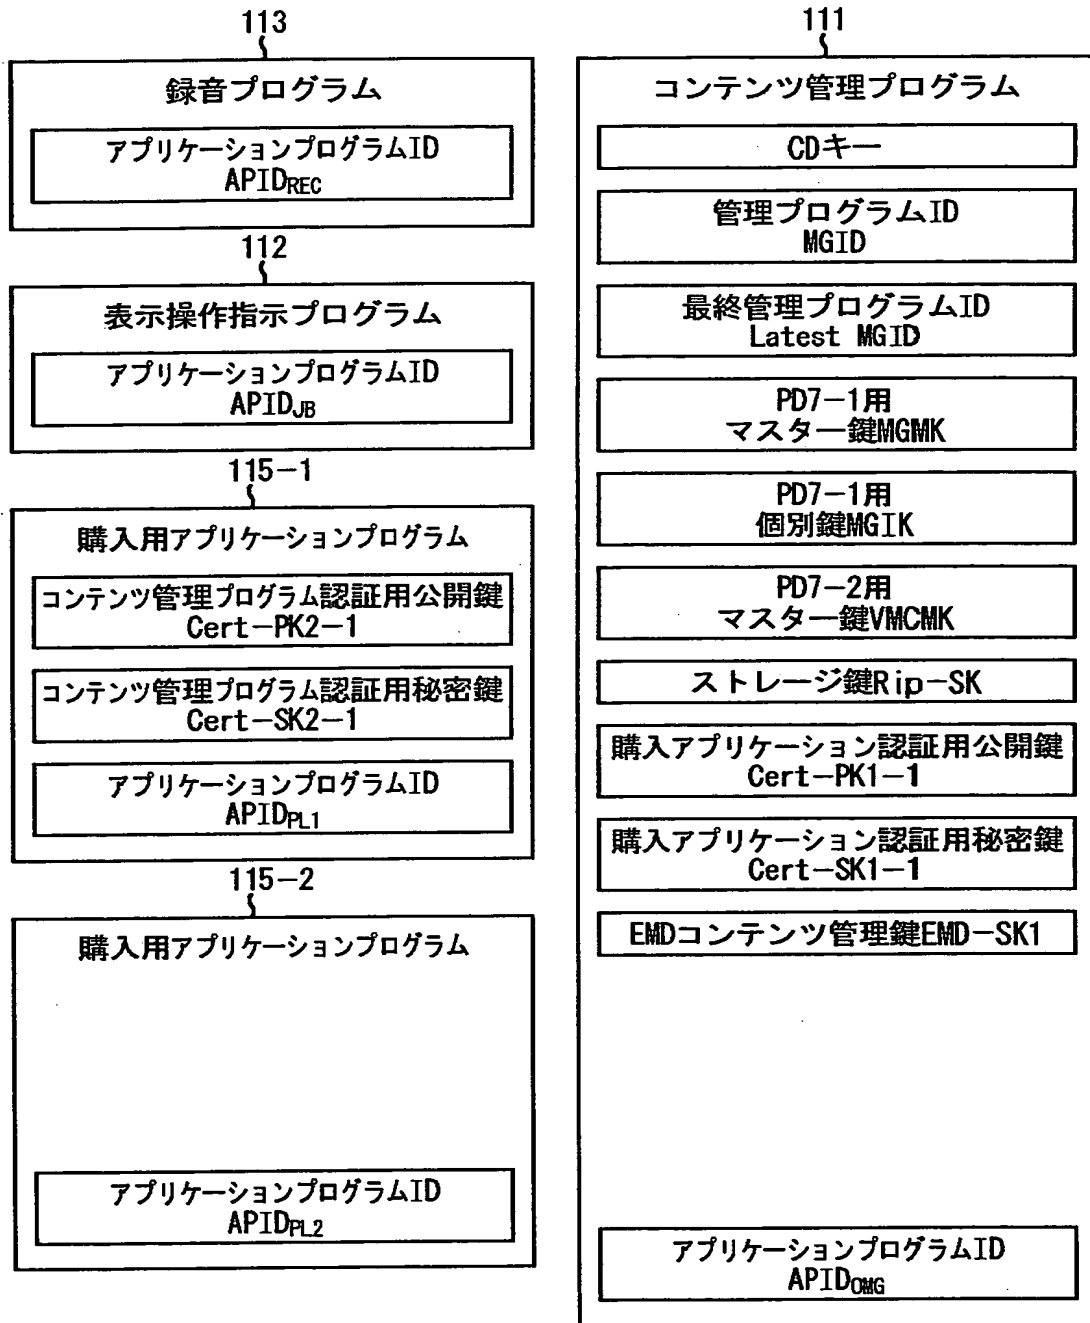 113
録音プログラム
アプリケーションプログラムID
APIDREC
112
表示操作指示プログラム
アプリケーションプログラムID
APIDJB
115-1
購入用アプリケーションプログラム
コンテンツ管理プログラム認証用公開鍵
Cert-PK2-1
コンテンツ管理プログラム認証用秘密鍵
Cert-SK2-1
アプリケーションプログラムID
APIDPL1
115-2
購入用アプリケーションプログラム
アプリケーションプログラムID
APIDPL2
111
コンテンツ管理プログラム
CDキー
管理プログラムID
MGID
最終管理プログラムID
Latest MGID
PD7-1用
マスター鍵MGMK
PD7-1用
個別鍵MGIK
PD7-2用
マスター鍵VMCMK
ストレージ鍵Rip-SK
購入アプリケーション認証用公開鍵
Cert-PK1-1
購入アプリケーション認証用秘密鍵
Cert-SK1-1
EMDコンテンツ管理鍵EMD-SK1
アプリケーションプログラムID
APIDOMG